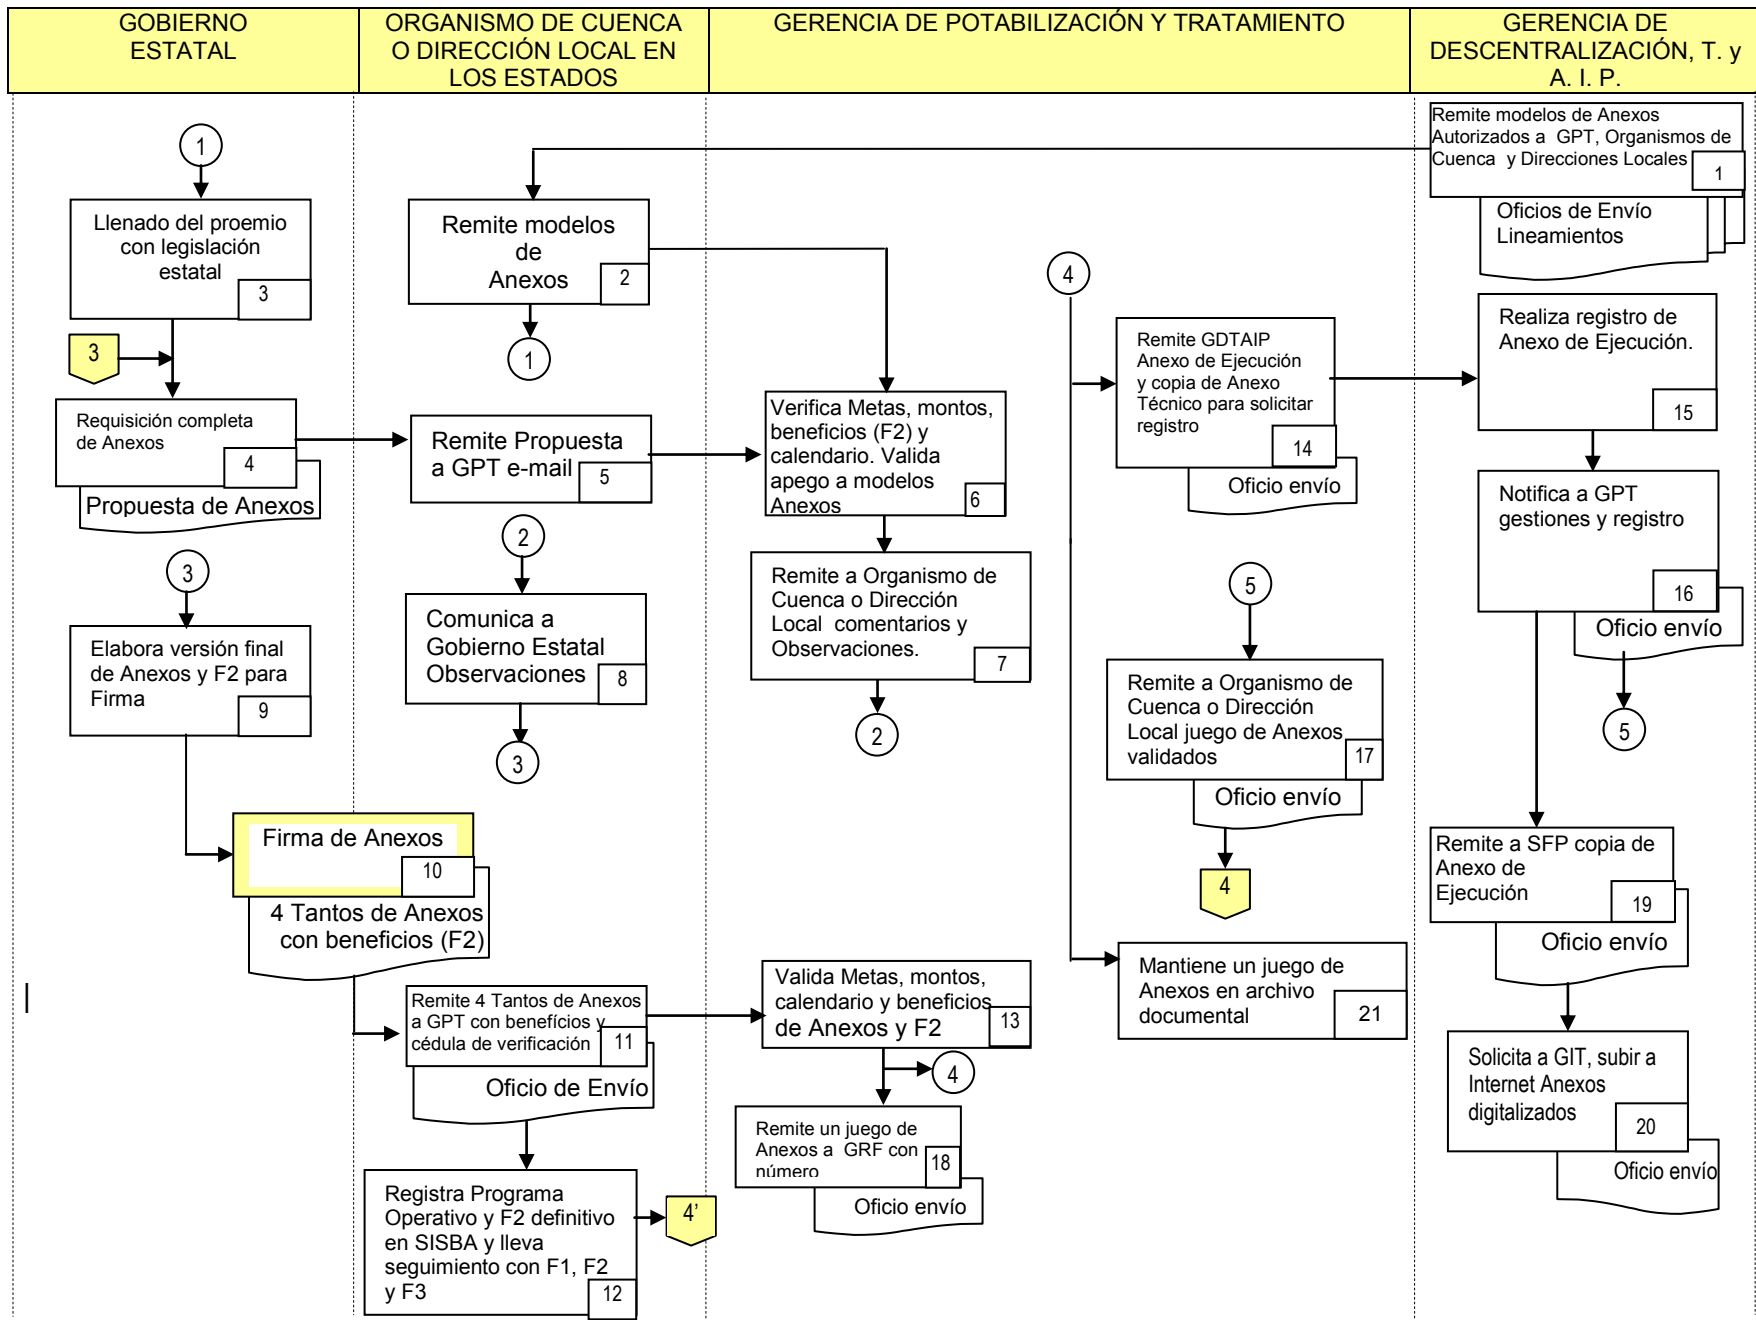 GOBIERNO
ESTATAL
ORGANISMO DE CUENCA
O DIRECCIÓN LOCAL EN
LOS ESTADOS
GERENCIA DE POTABILIZACIÓN Y TRATAMIENTO
GERENCIA DE
DESCENTRALIZACIÓN, T. y
A. I. P.
1
Llenado del proemio
con legislación
estatal
3
3
Requisición completa
de Anexos
4
Propuesta de Anexos
3
Elabora versión final
de Anexos y F2 para
Firma
9
Firma de Anexos
10
4 Tantos de Anexos
con beneficios (F2)
Remite modelos
de
Anexos
2
1
Remite Propuesta
a GPT e-mail
5
2
Comunica a
Gobierno Estatal
Observaciones
8
3
Remite 4 Tantos de Anexos
a GPT con benefícios y
cédula de verificación
11
Oficio de Envío
Registra Programa
Operativo y F2 definitivo
en SISBA y lleva
seguimiento con F1, F2
y F3
12
4’
Verifica Metas, montos,
beneficios (F2) y
calendario. Valida
apego a modelos
Anexos
6
Remite a Organismo de
Cuenca o Dirección
Local comentarios y
Observaciones.
7
2
Valida Metas, montos,
calendario y beneficios
de Anexos y F2
13
4
Remite un juego de
Anexos a GRF con
número
18
Oficio envío
4
Remite GDTAIP
Anexo de Ejecución
y copia de Anexo
Técnico para solicitar
registro
14
Oficio envío
5
Remite a Organismo de
Cuenca o Dirección
Local juego de Anexos
validados
17
Oficio envío
4
Mantiene un juego de
Anexos en archivo
documental
21
Remite modelos de Anexos
Autorizados a GPT, Organismos de
Cuenca y Direcciones Locales
1
Oficios de Envío
Lineamientos
Realiza registro de
Anexo de Ejecución.
15
Notifica a GPT
gestiones y registro
16
Oficio envío
5
Remite a SFP copia de
Anexo de
Ejecución
19
Oficio envío
Solicita a GIT, subir a
Internet Anexos
digitalizados
20
Oficio envío